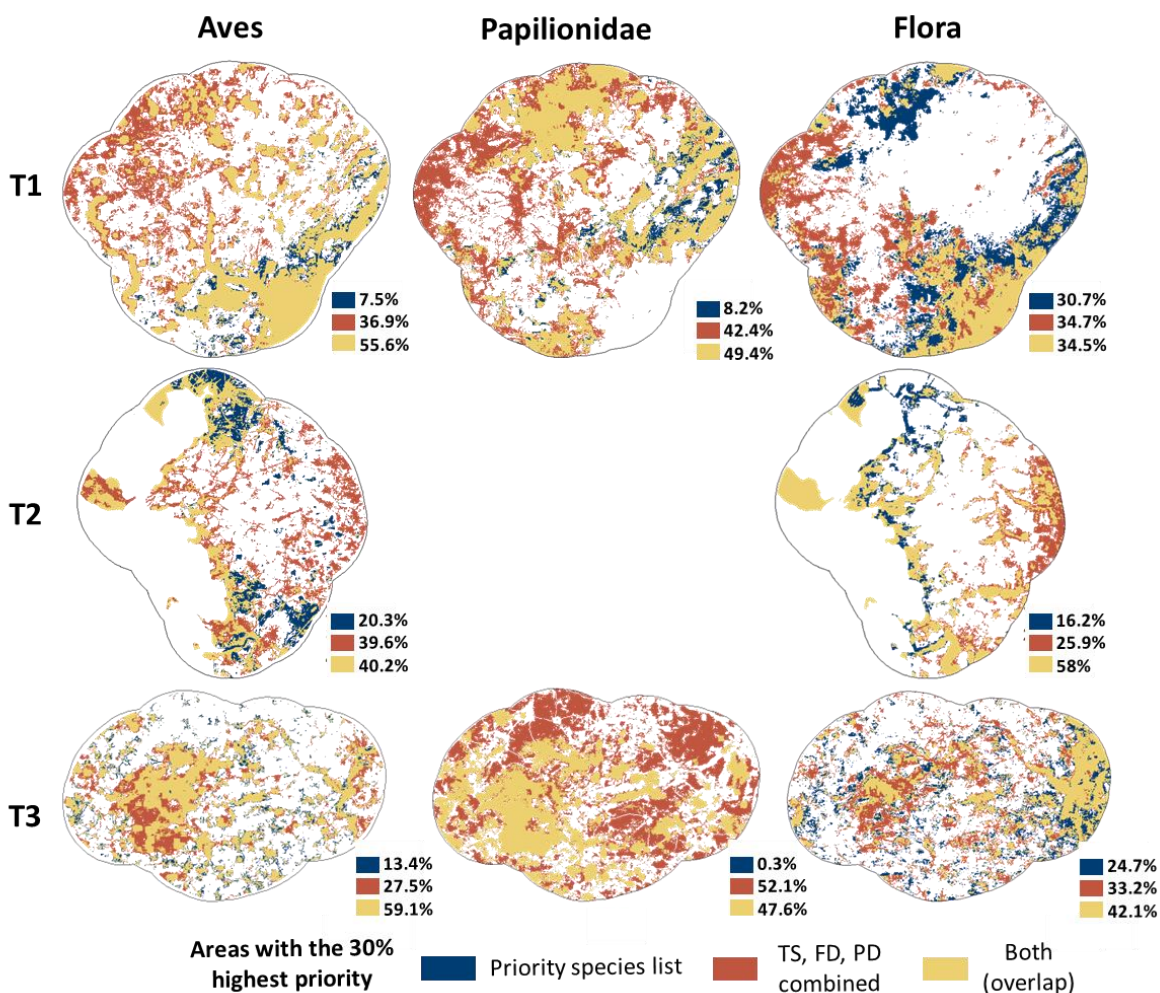 Aves
Papilionidae
Flora
T1
7.5%
36.9%
55.6%
8.2%
42.4%
49.4%
30.7%
34.7%
34.5%
T2
20.3%
39.6%
40.2%
16.2%
25.9%
58%
T3
13.4%
27.5%
59.1%
0.3%
52.1%
47.6%
24.7%
33.2%
42.1%
Areas with the 30%
highest priority
Priority species list
TS, FD, PD
combined
Both
(overlap)